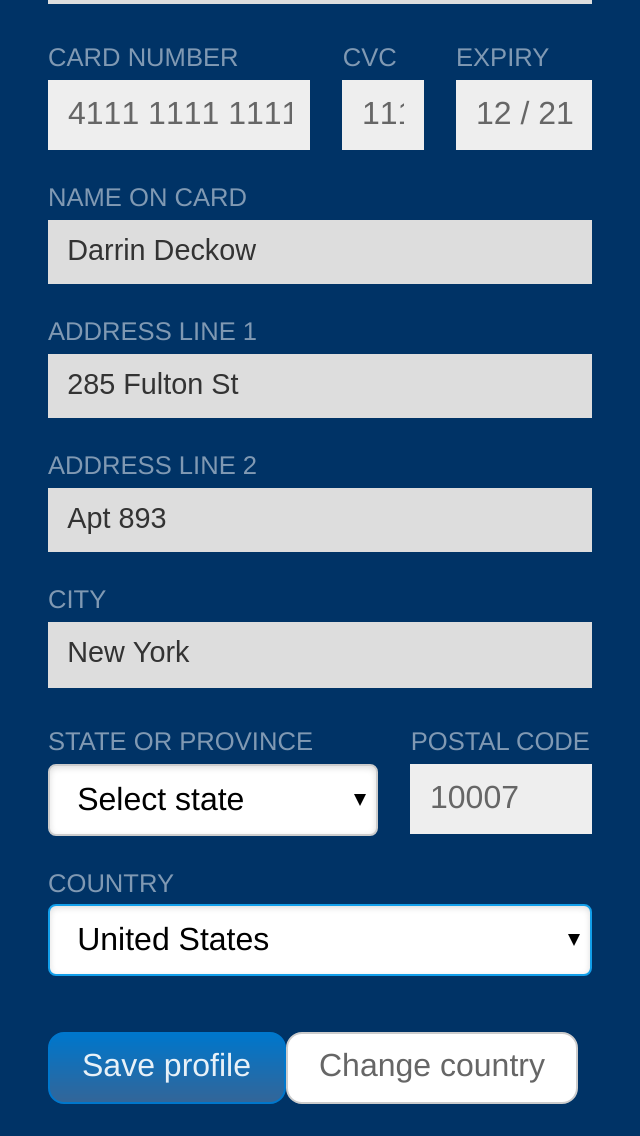 CARD NUMBER CVC EXPIRY
4111 1111 1111 111 12 / 21
NAME ON CARD
Darrin Deckow
ADDRESS LINE 1
285 Fulton St
ADDRESS LINE 2
Apt 893
CITY
New York
STATE OR PROVINCE POSTAL CODE
Select state 10007
COUNTRY
United States
Save profile Change country